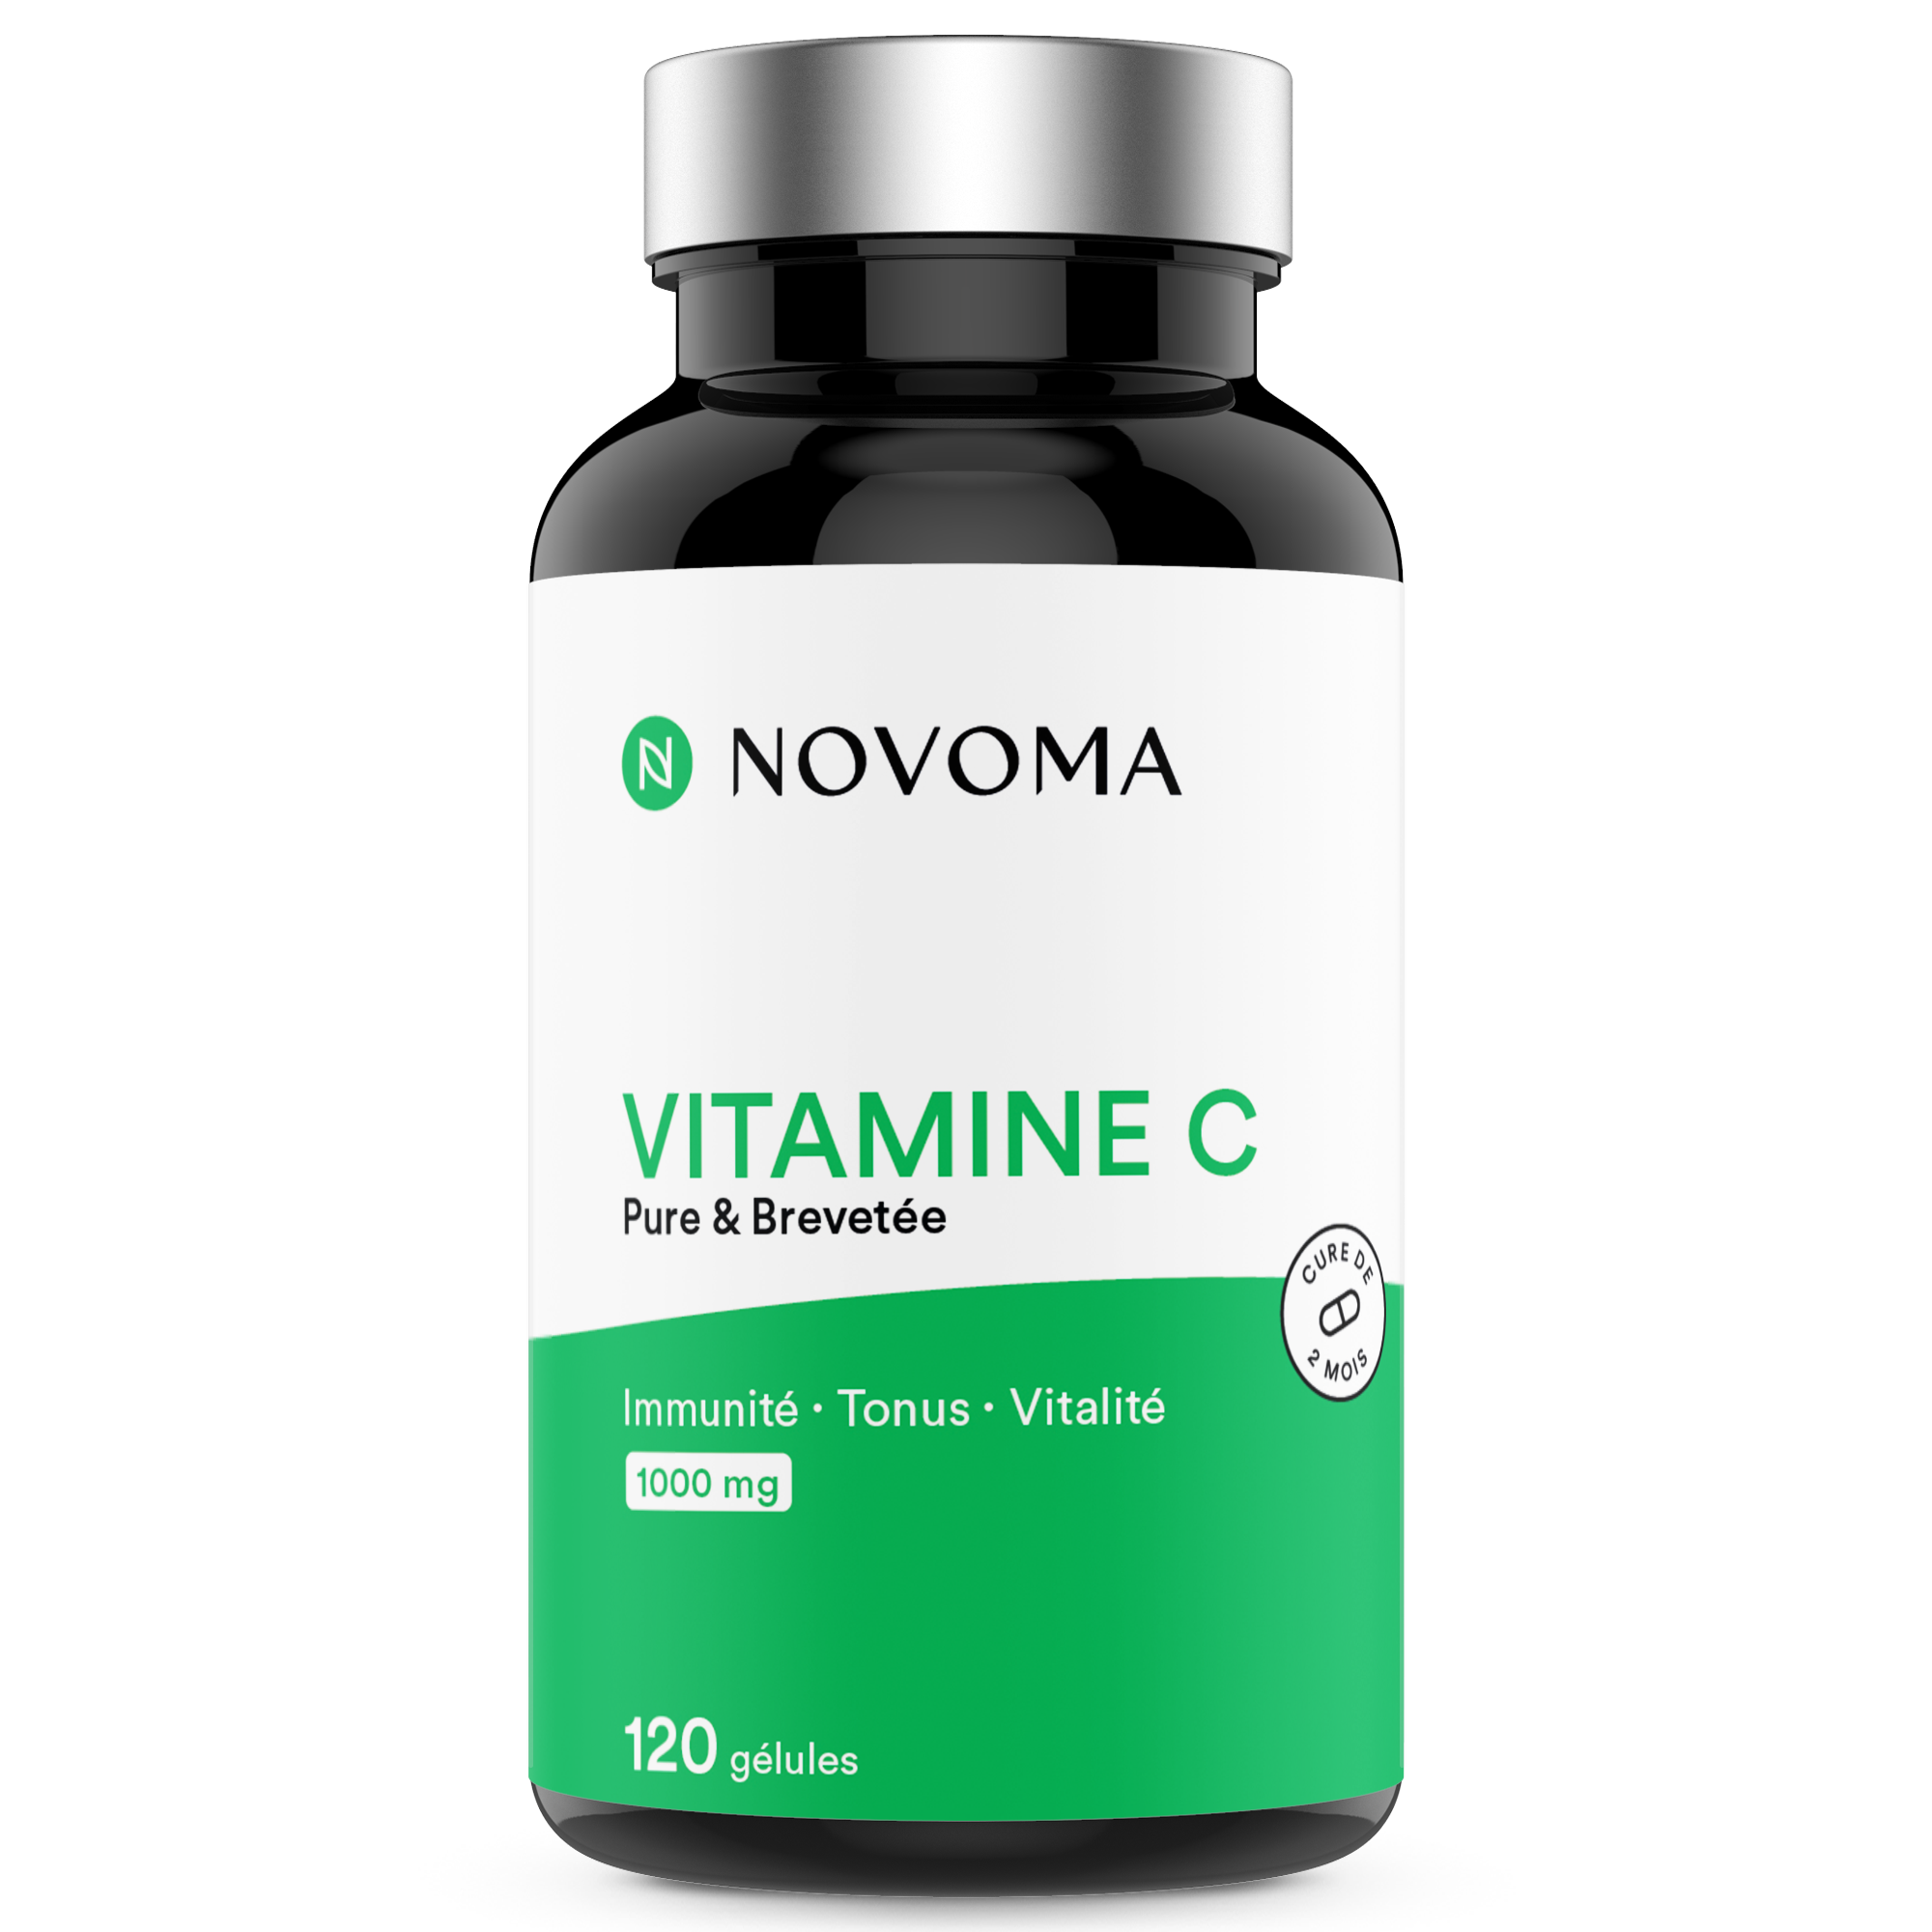 NOVOMA
VITAMINE C
Pure & Brevetée
CURE DE
2 MOIS
Immunité · Tonus · Vitalité
1000 mg
120 gélules